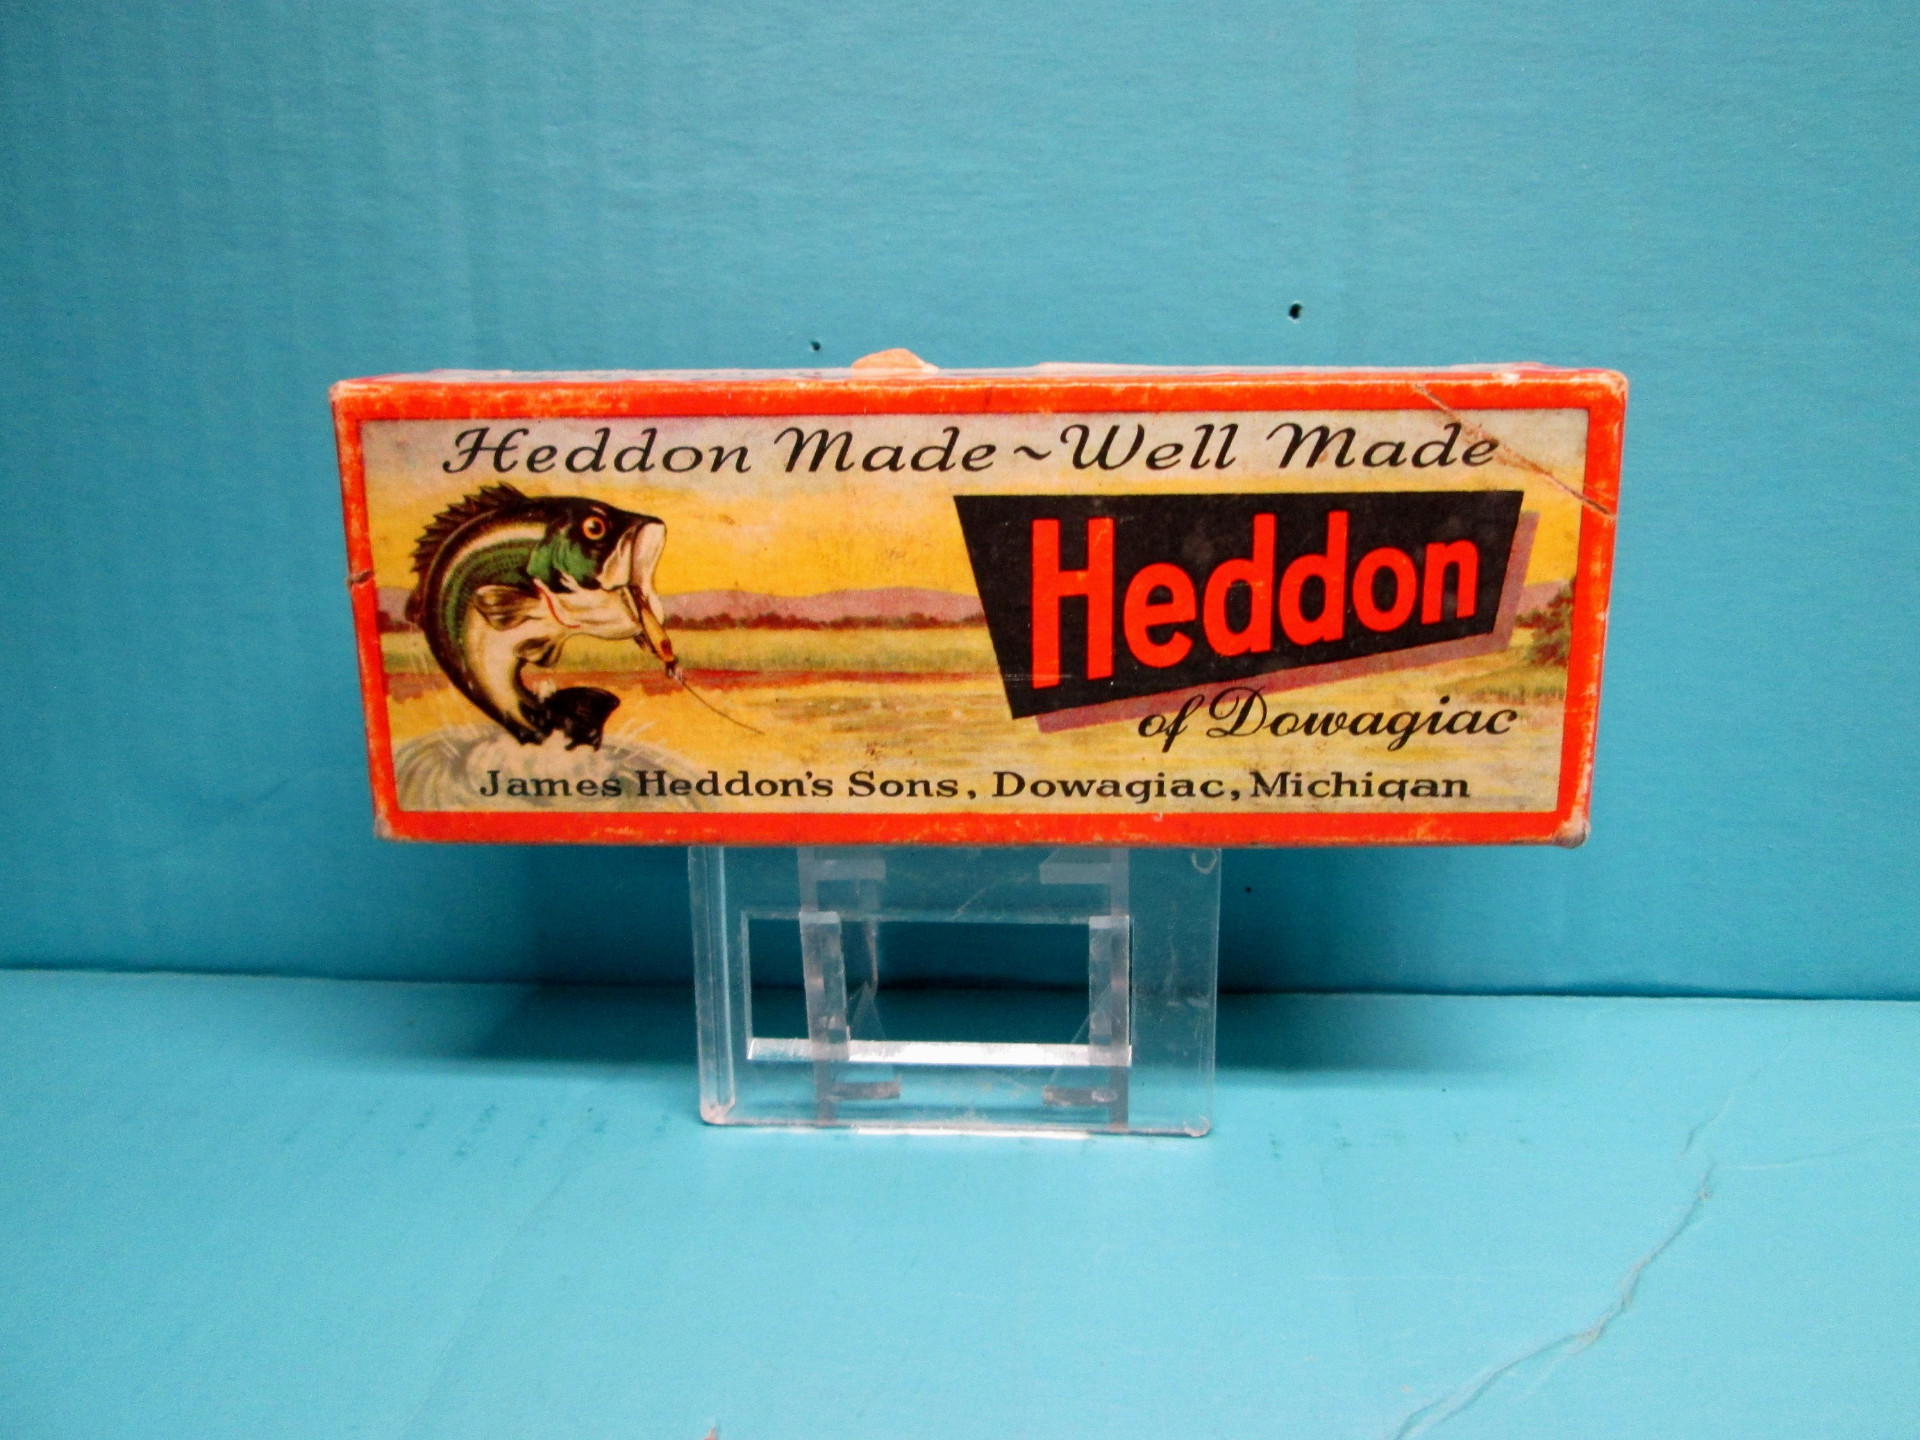 Heddon Made ~ Well Made
Heddon
of Dowagiac
James Heddon's Sons, Dowagiac, Michigan